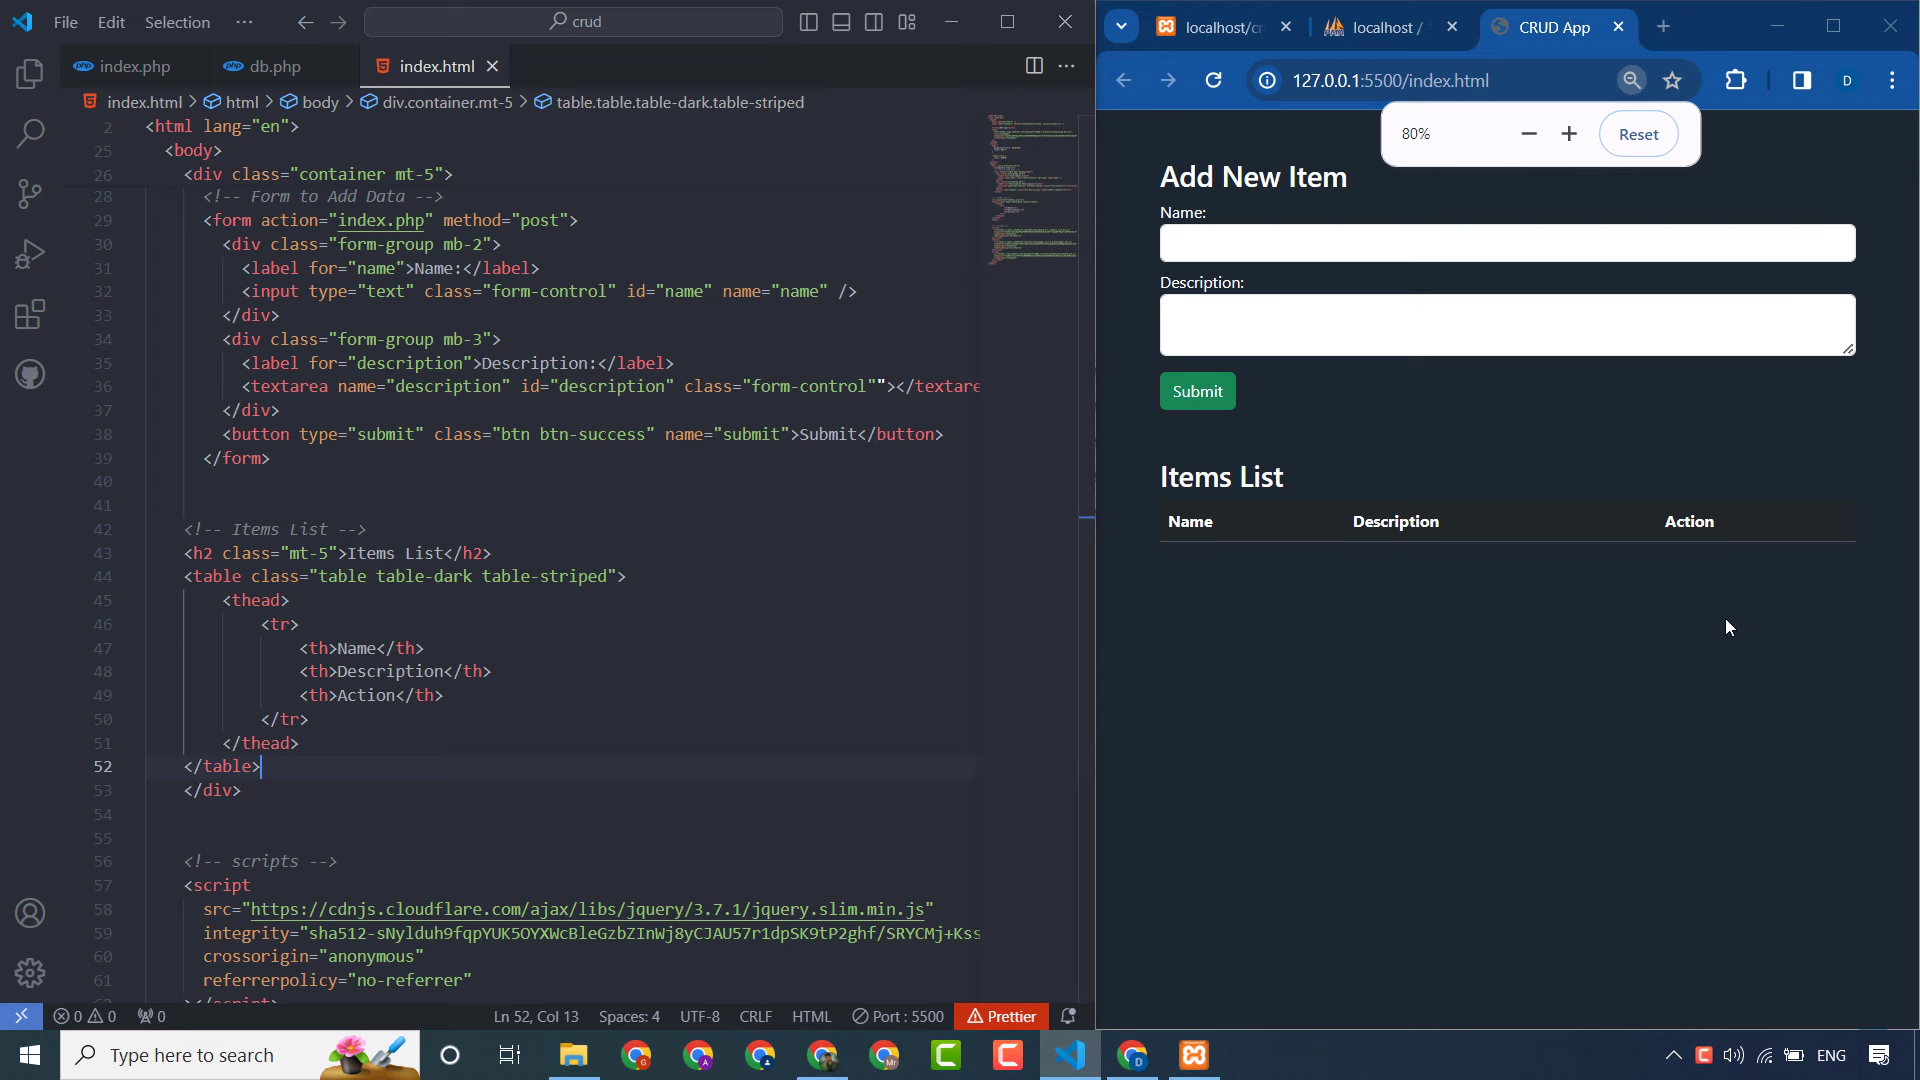 File Edit Selection ··· crud
index.php db.php index.html
index.html > html > body > div.container.mt-5 > table.table.table-dark.table-striped
2 <html lang="en">
25 <body>
26 <div class="container mt-5">
28 <!-- Form to Add Data -->
29 <form action="index.php" method="post">
30 <div class="form-group mb-2">
31 <label for="name">Name:</label>
32 <input type="text" class="form-control" id="name" name="name" />
33 </div>
34 <div class="form-group mb-3">
35 <label for="description">Description:</label>
36 <textarea name="description" id="description" class="form-control""></textare
37 </div>
38 <button type="submit" class="btn btn-success" name="submit">Submit</button>
39 </form>
40
41
42 <!-- Items List -->
43 <h2 class="mt-5">Items List</h2>
44 <table class="table table-dark table-striped">
45 <thead>
46 <tr>
47 <th>Name</th>
48 <th>Description</th>
49 <th>Action</th>
50 </tr>
51 </thead>
52 </table>
53 </div>
54
55
56 <!-- scripts -->
57 <script
58 src="https://cdnjs.cloudflare.com/ajax/libs/jquery/3.7.1/jquery.slim.min.js"
59 integrity="sha512-sNylduh9fqpYUK5OYXWcBleGzbZInWj8yCJAU57r1dpSK9tP2ghf/SRYCMj+Kss
60 crossorigin="anonymous"
61 referrerpolicy="no-referrer"
0 0 0 Ln 52, Col 13 Spaces: 4 UTF-8 CRLF HTML Port : 5500 Prettier
localhost/cr localhost / CRUD App
127.0.0.1:5500/index.html D
80% Reset
Add New Item
Name:
Description:
Submit
Items List
Name Description Action
Type here to search ENG